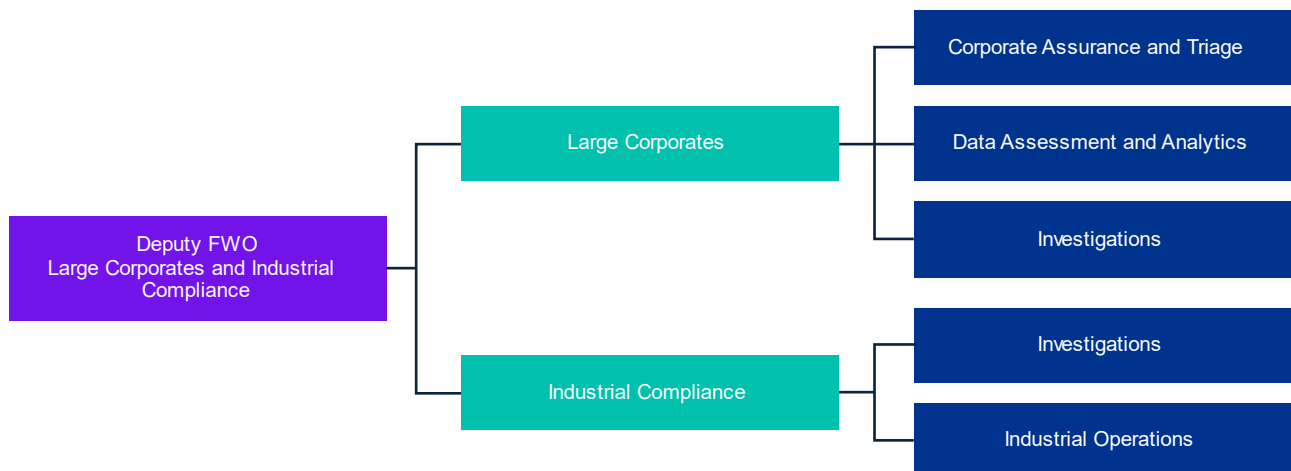 Deputy FWO
Large Corporates and Industrial
Compliance
Large Corporates
Corporate Assurance and Triage
Data Assessment and Analytics
Investigations
Industrial Compliance
Investigations
Industrial Operations